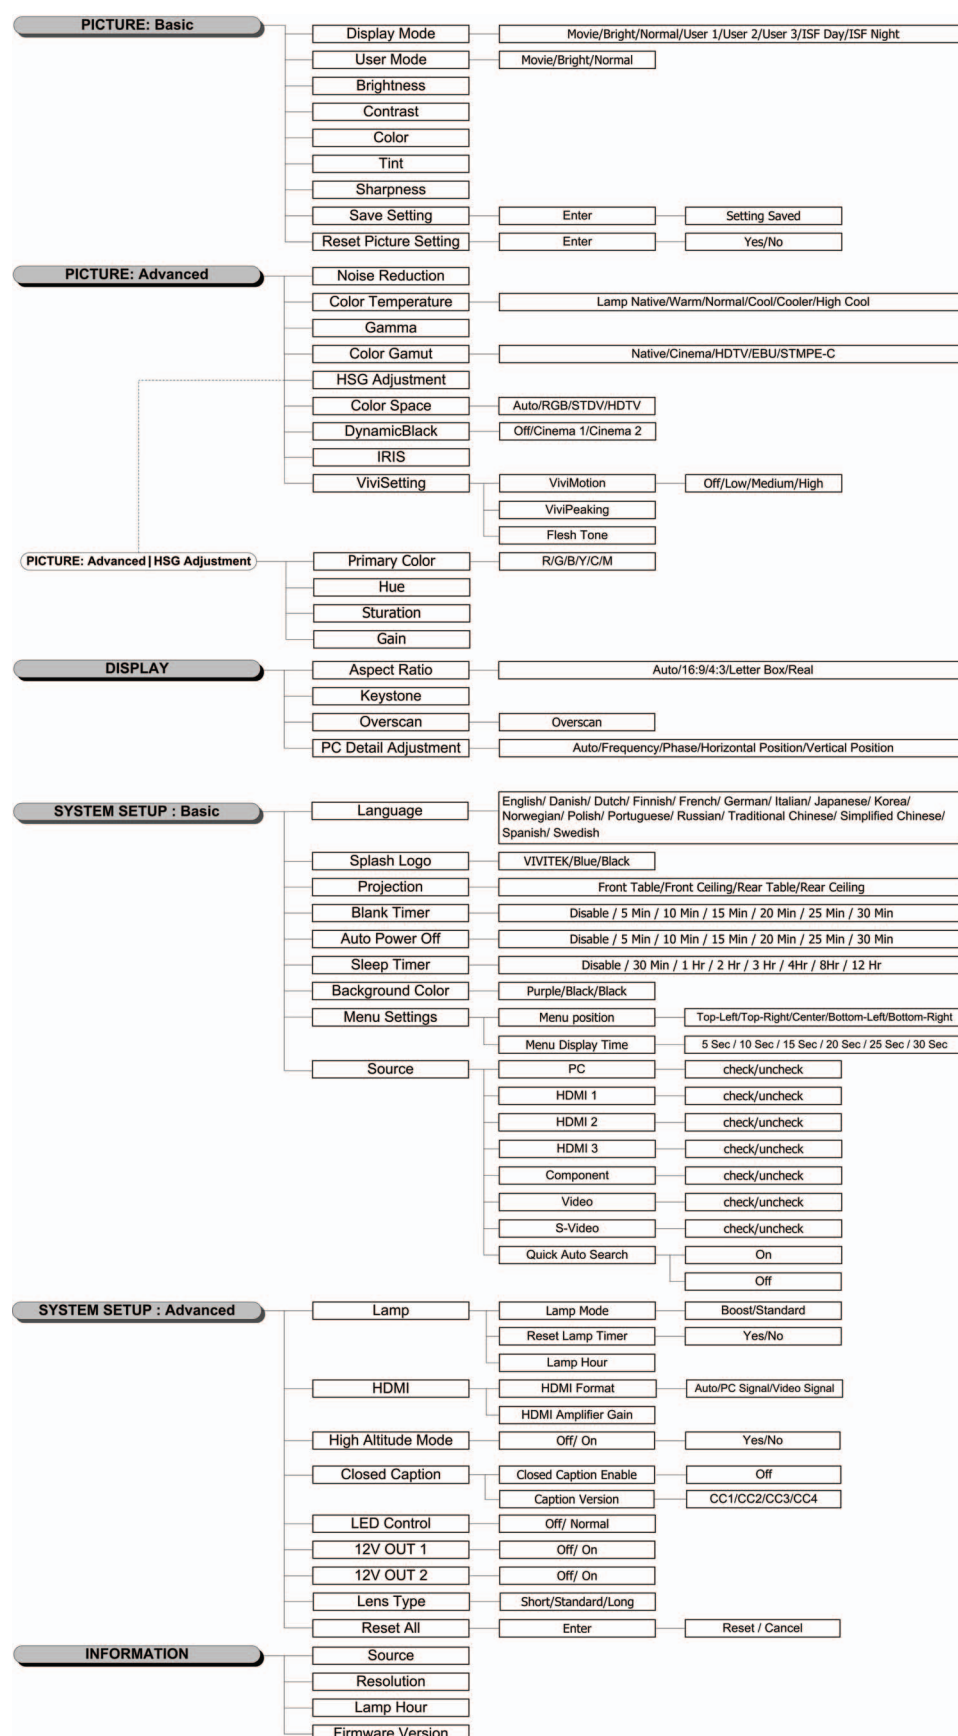 PICTURE: Basic
Display Mode
Movie/Bright/Normal/User 1/User 2/User 3/ISF Day/ISF Night
User Mode
Movie/Bright/Normal
Brightness
Contrast
Color
Tint
Sharpness
Save Setting
Enter
Setting Saved
Reset Picture Setting
Enter
Yes/No
PICTURE: Advanced
Noise Reduction
Color Temperature
Lamp Native/Warm/Normal/Cool/Cooler/High Cool
Gamma
Color Gamut
Native/Cinema/HDTV/EBU/STMPE-C
HSG Adjustment
Color Space
Auto/RGB/STDV/HDTV
DynamicBlack
Off/Cinema 1/Cinema 2
IRIS
ViviSetting
ViviMotion
Off/Low/Medium/High
ViviPeaking
Flesh Tone
PICTURE: Advanced | HSG Adjustment
Primary Color
R/G/B/Y/C/M
Hue
Sturation
Gain
DISPLAY
Aspect Ratio
Auto/16:9/4:3/Letter Box/Real
Keystone
Overscan
Overscan
PC Detail Adjustment
Auto/Frequency/Phase/Horizontal Position/Vertical Position
SYSTEM SETUP : Basic
Language
English/ Danish/ Dutch/ Finnish/ French/ German/ Italian/ Japanese/ Korea/
Norwegian/ Polish/ Portuguese/ Russian/ Traditional Chinese/ Simplified Chinese/
Spanish/ Swedish
Splash Logo
VIVITEK/Blue/Black
Projection
Front Table/Front Ceiling/Rear Table/Rear Ceiling
Blank Timer
Disable / 5 Min / 10 Min / 15 Min / 20 Min / 25 Min / 30 Min
Auto Power Off
Disable / 5 Min / 10 Min / 15 Min / 20 Min / 25 Min / 30 Min
Sleep Timer
Disable / 30 Min / 1 Hr / 2 Hr / 3 Hr / 4Hr / 8Hr / 12 Hr
Background Color
Purple/Black/Black
Menu Settings
Menu position
Top-Left/Top-Right/Center/Bottom-Left/Bottom-Right
Menu Display Time
5 Sec / 10 Sec / 15 Sec / 20 Sec / 25 Sec / 30 Sec
Source
PC
check/uncheck
HDMI 1
check/uncheck
HDMI 2
check/uncheck
HDMI 3
check/uncheck
Component
check/uncheck
Video
check/uncheck
S-Video
check/uncheck
Quick Auto Search
On
Off
SYSTEM SETUP : Advanced
Lamp
Lamp Mode
Boost/Standard
Reset Lamp Timer
Yes/No
Lamp Hour
HDMI
HDMI Format
Auto/PC Signal/Video Signal
HDMI Amplifier Gain
High Altitude Mode
Off/ On
Yes/No
Closed Caption
Closed Caption Enable
Off
Caption Version
CC1/CC2/CC3/CC4
LED Control
Off/ Normal
12V OUT 1
Off/ On
12V OUT 2
Off/ On
Lens Type
Short/Standard/Long
Reset All
Enter
Reset / Cancel
INFORMATION
Source
Resolution
Lamp Hour
Firmware Version